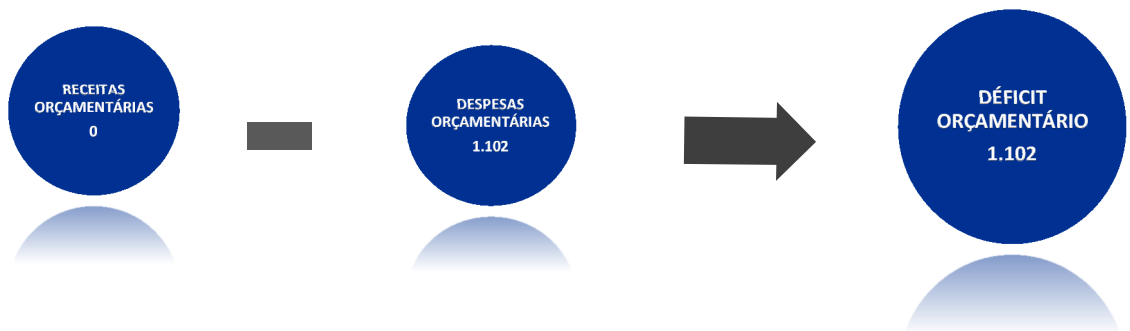 RECEITAS
ORÇAMENTÁRIAS
0
DESPESAS
ORÇAMENTÁRIAS
1.102
DÉFICIT
ORÇAMENTÁRIO
1.102